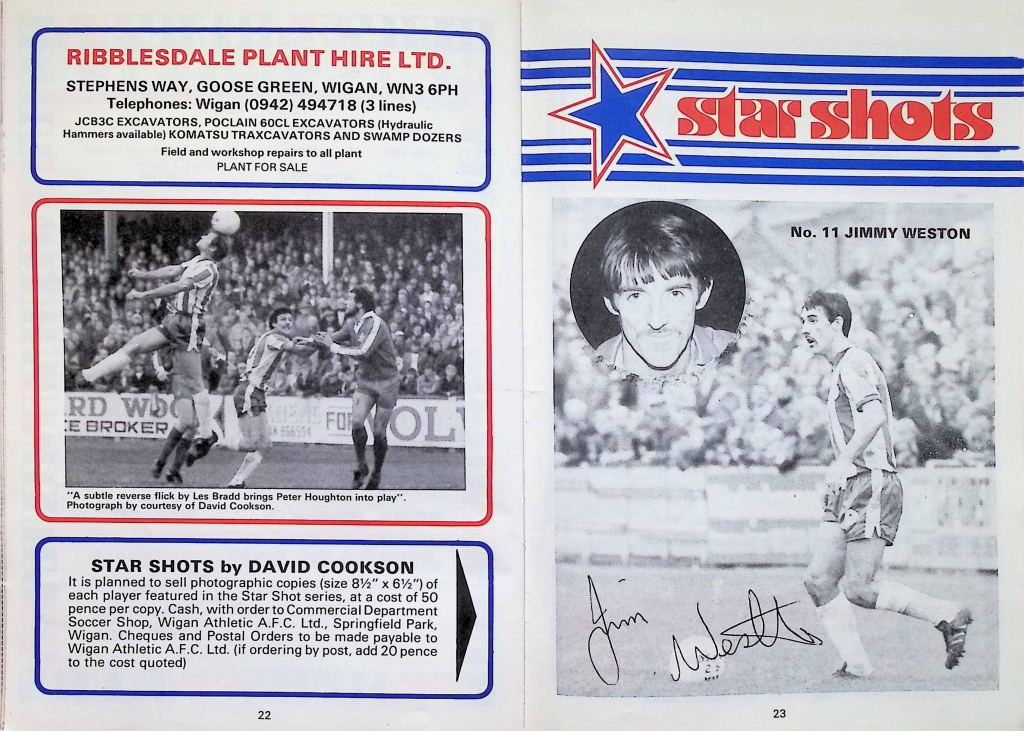 RIBBLESDALE PLANT HIRE LTD.
STEPHENS WAY, GOOSE GREEN, WIGAN, WN3 6PH
Telephones: Wigan (0942) 494718 (3 lines)
JCB3C EXCAVATORS, POCLAIN 60CL EXCAVATORS (Hydraulic
Hammers available) KOMATSU TRAXCAVATORS AND SWAMP DOZERS
Field and workshop repairs to all plant
PLANT FOR SALE
RD WO
CE BROKER
FOR
OL
"A subtle reverse flick by Les Bradd brings Peter Houghton into play".
Photograph by courtesy of David Cookson.
STAR SHOTS by DAVID COOKSON
It is planned to sell photographic copies (size 8½" x 6½") of
each player featured in the Star Shot series, at a cost of 50
pence per copy. Cash, with order to Commercial Department
Soccer Shop, Wigan Athletic A.F.C. Ltd., Springfield Park,
Wigan. Cheques and Postal Orders to be made payable to
Wigan Athletic A.F.C. Ltd. (if ordering by post, add 20 pence
to the cost quoted)
22
star shots
No. 11 JIMMY WESTON
Jim
Weston
23